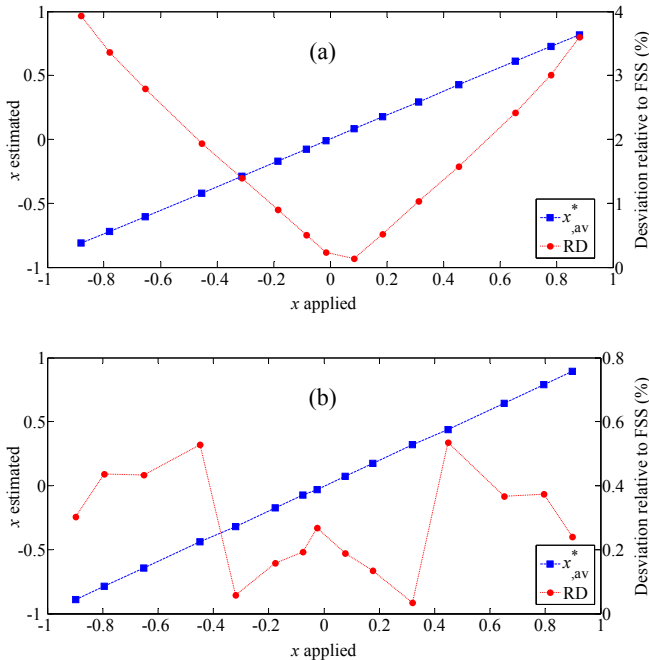 (a)
1
0.5
0
-0.5
-1
x estimated
4
3
2
1
0
Desviation relative to FSS (%)
x*,av
RD
-1 -0.8 -0.6 -0.4 -0.2 0 0.2 0.4 0.6 0.8 1
x applied
(b)
1
0.5
0
-0.5
-1
x estimated
0.8
0.6
0.4
0.2
0
Desviation relative to FSS (%)
x*,av
RD
-1 -0.8 -0.6 -0.4 -0.2 0 0.2 0.4 0.6 0.8 1
x applied